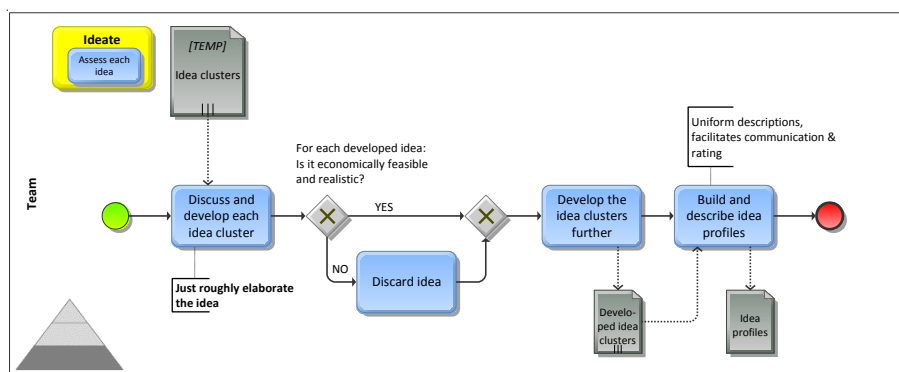 Ideate
Assess each
idea
[TEMP]
Idea clusters
Team
For each developed idea:
Is it economically feasible
and realistic?
Discuss and
develop each
idea cluster
Just roughly elaborate
the idea
YES
NO
Discard idea
Develop the
idea clusters
further
Develo-
ped idea
clusters
Uniform descriptions,
facilitates communication &
rating
Build and
describe idea
profiles
Idea
profiles